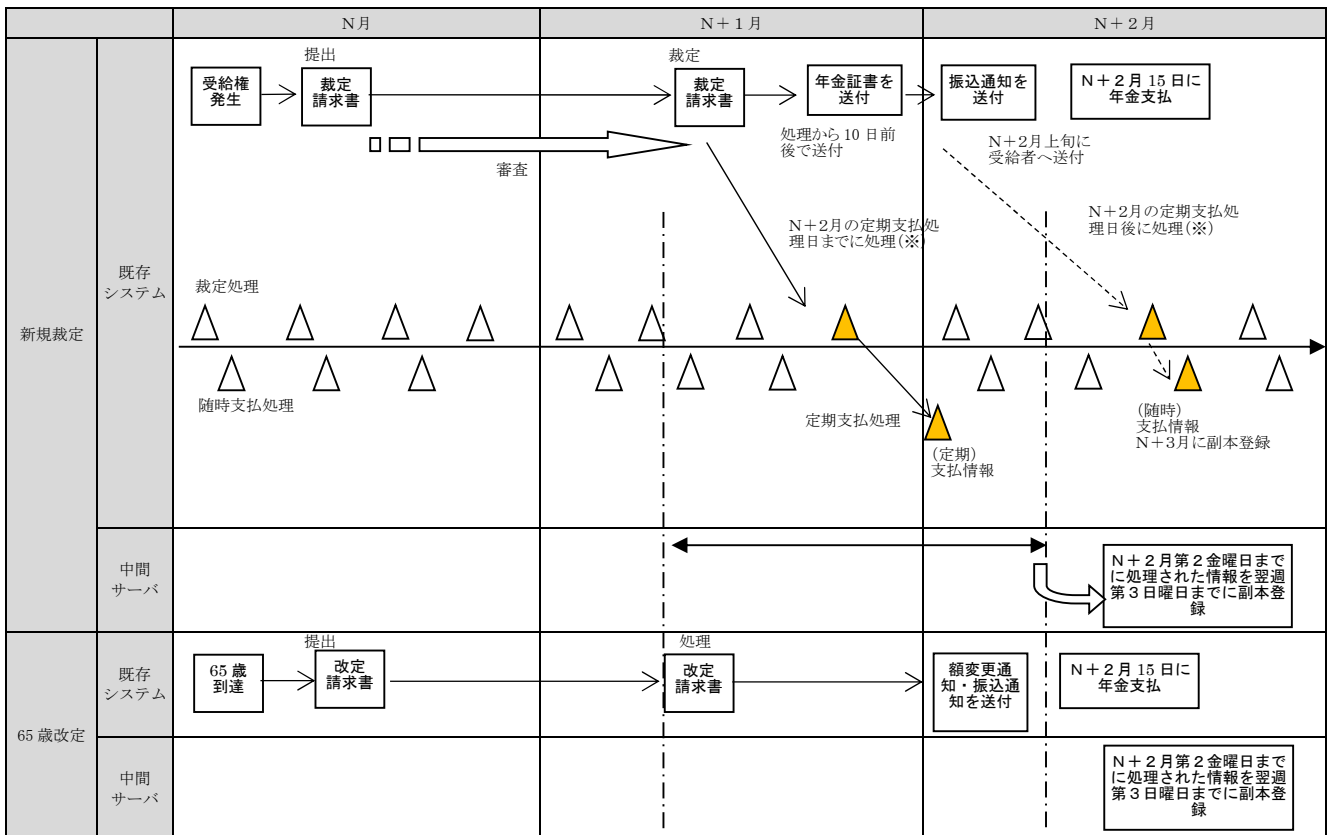 N月
N＋1月
N＋2月
新規裁定
既存
システム
提出
受給権
発生
裁定
請求書
審査
裁定
裁定
請求書
年金証書を
送付
処理から10日前
後で送付
振込通知を
送付
N＋2月15日に
年金支払
N＋2月上旬に
受給者へ送付
N＋2月の定期支払処
理日までに処理(※)
N＋2月の定期支払処
理日後に処理(※)
裁定処理
随時支払処理
定期支払処理
(定期)
支払情報
(随時)
支払情報
N＋3月に副本登録
中間
サーバ
N＋2月第2金曜日まで
に処理された情報を翌週
第3日曜日までに副本登
録
65歳改定
既存
システム
提出
65歳
到達
改定
請求書
処理
改定
請求書
額変更通
知・振込通
知を送付
N＋2月15日に
年金支払
中間
サーバ
N＋2月第2金曜日まで
に処理された情報を翌週
第3日曜日までに副本登
録